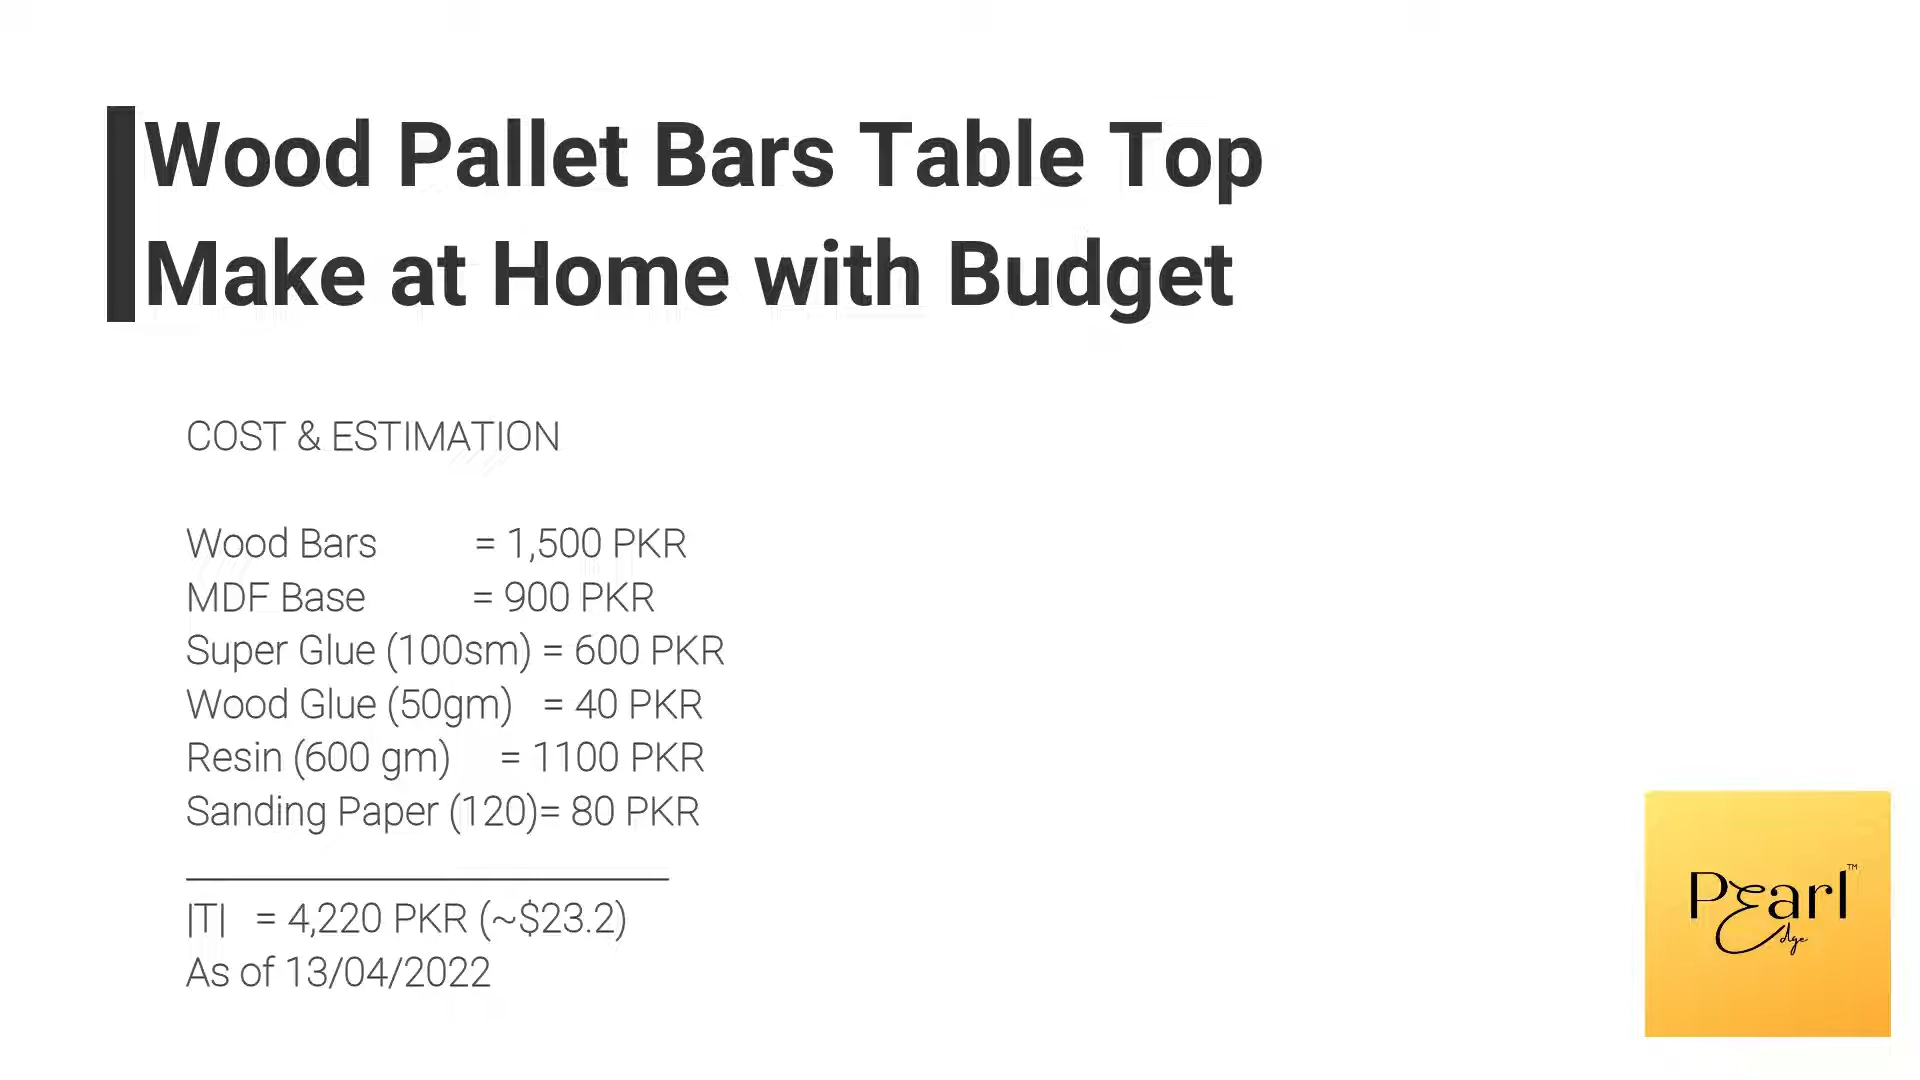 Wood Pallet Bars Table Top
Make at Home with Budget
COST & ESTIMATION
Wood Bars = 1,500 PKR
MDF Base = 900 PKR
Super Glue (100sm) = 600 PKR
Wood Glue (50gm) = 40 PKR
Resin (600 gm) = 1100 PKR
Sanding Paper (120)= 80 PKR
|T| = 4,220 PKR (~$23.2)
As of 13/04/2022
Pearl™
Edge